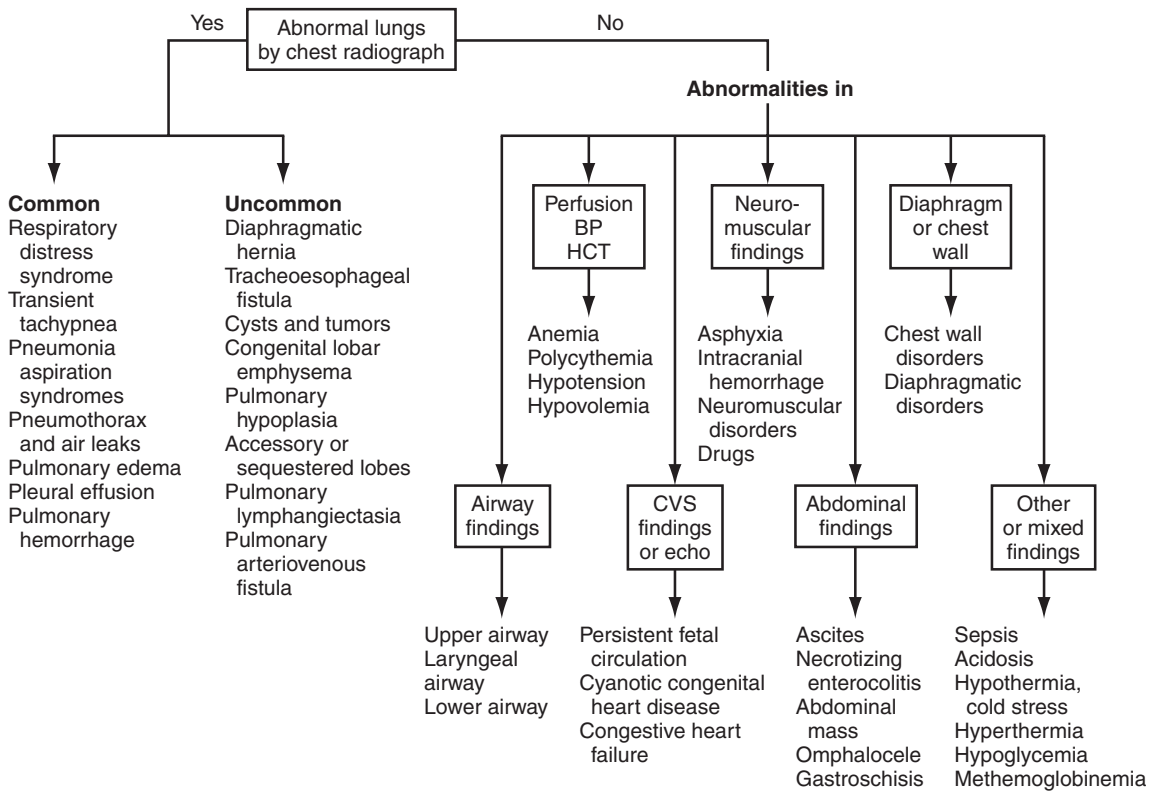 Yes
Abnormal lungs
by chest radiograph
No
Abnormalities in
Common
Respiratory
distress
syndrome
Transient
tachypnea
Pneumonia
aspiration
syndromes
Pneumothorax
and air leaks
Pulmonary edema
Pleural effusion
Pulmonary
hemorrhage
Uncommon
Diaphragmatic
hernia
Tracheoesophageal
fistula
Cysts and tumors
Congenital lobar
emphysema
Pulmonary
hypoplasia
Accessory or
sequestered lobes
Pulmonary
lymphangiectasia
Pulmonary
arteriovenous
fistula
Perfusion
BP
HCT
Anemia
Polycythemia
Hypotension
Hypovolemia
Neuro-
muscular
findings
Asphyxia
Intracranial
hemorrhage
Neuromuscular
disorders
Drugs
Diaphragm
or chest
wall
Chest wall
disorders
Diaphragmatic
disorders
Airway
findings
Upper airway
Laryngeal
airway
Lower airway
CVS
findings
or echo
Persistent fetal
circulation
Cyanotic congenital
heart disease
Congestive heart
failure
Abdominal
findings
Ascites
Necrotizing
enterocolitis
Abdominal
mass
Omphalocele
Gastroschisis
Other
or mixed
findings
Sepsis
Acidosis
Hypothermia,
cold stress
Hyperthermia
Hypoglycemia
Methemoglobinemia